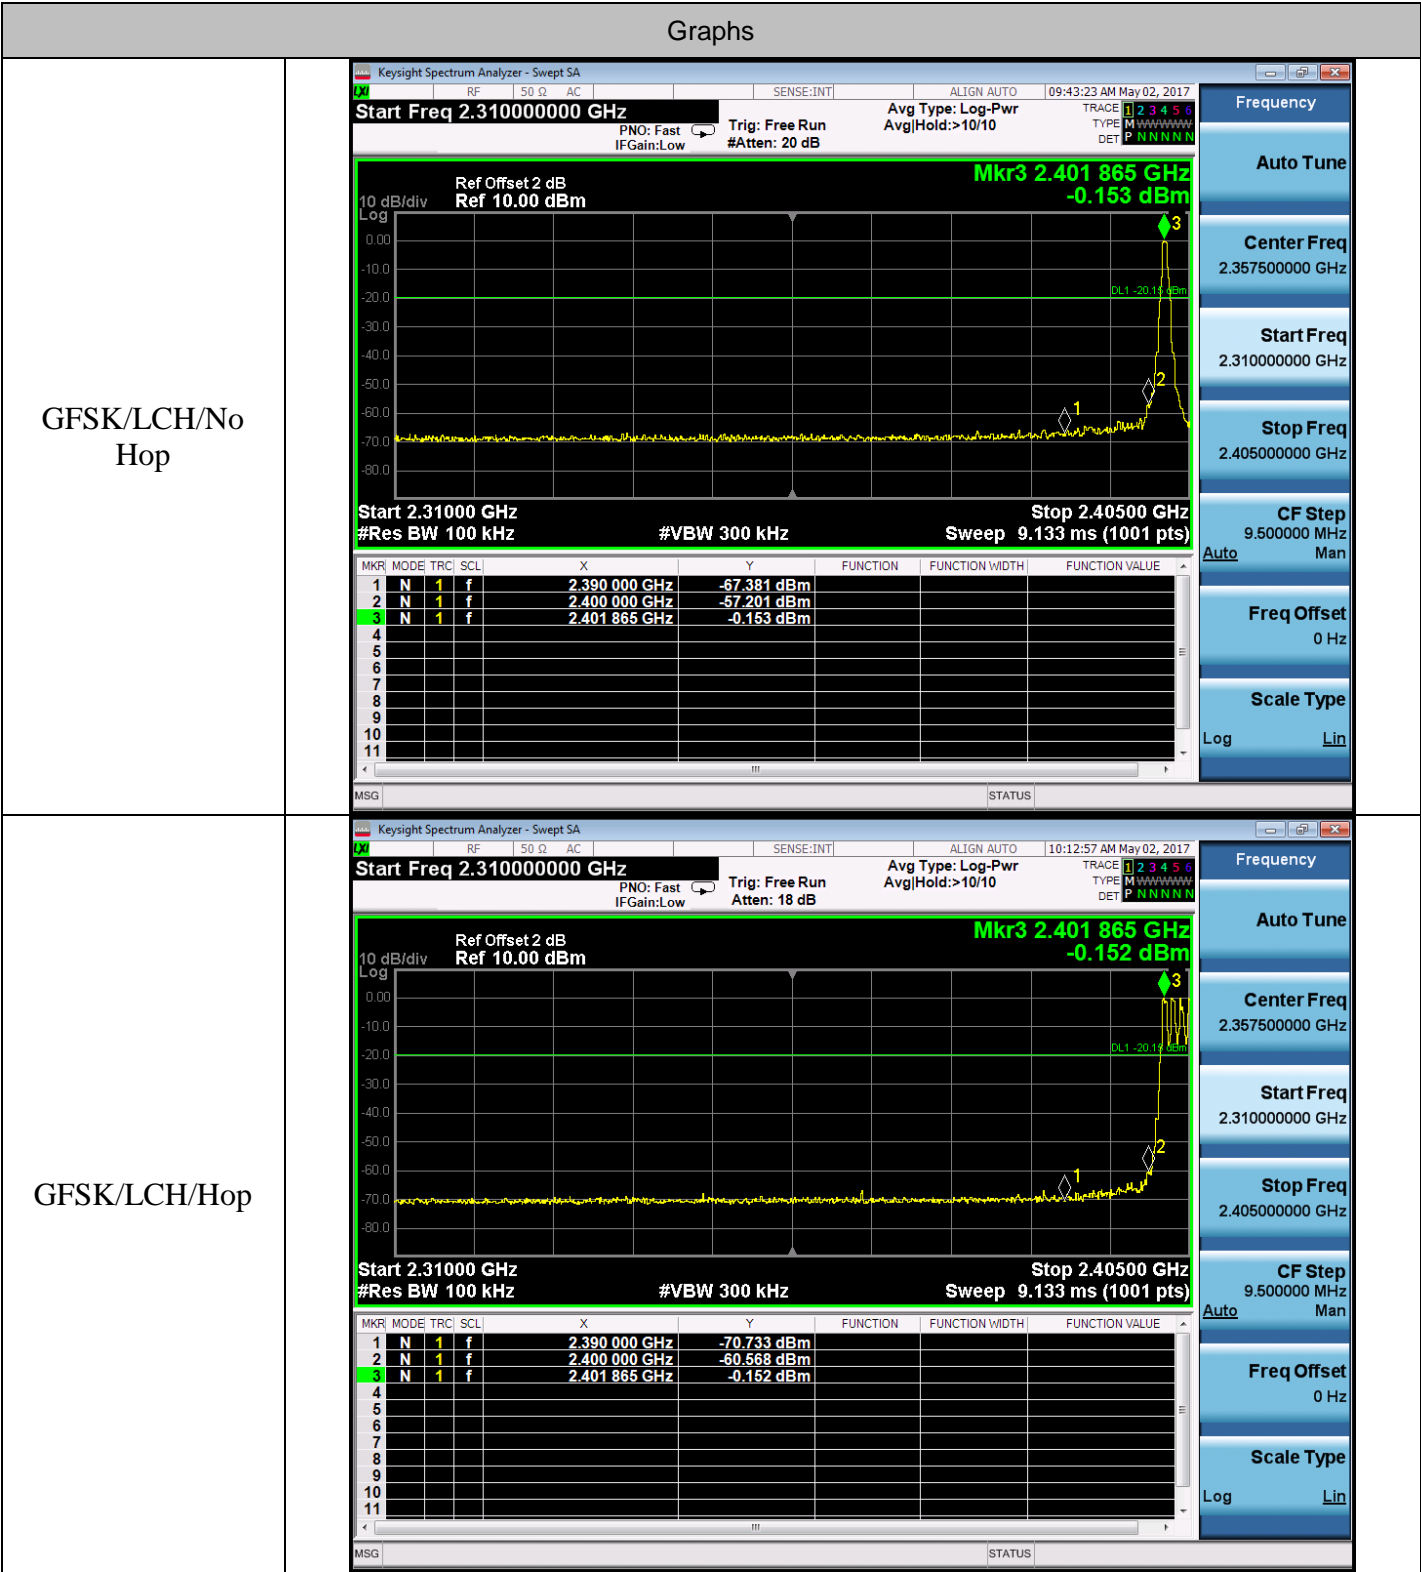 Graphs
GFSK/LCH/No
Hop
Keysight Spectrum Analyzer - Swept SA
LXI RF 50 Ω AC SENSE:INT ALIGN AUTO 09:43:23 AM May 02, 2017
Start Freq 2.310000000 GHz
PNO: Fast
IFGain:Low
Trig: Free Run
#Atten: 20 dB
Avg Type: Log-Pwr
Avg|Hold:>10/10
TRACE 1 2 3 4 5 6
TYPE M WWWWW
DET P N N N N N
Mkr3 2.401 865 GHz
-0.153 dBm
Ref Offset 2 dB
10 dB/div Ref 10.00 dBm
Log
0.00
-10.0
-20.0
-30.0
-40.0
-50.0
-60.0
-70.0
-80.0
DL1 -20.15 dBm
1
2
3
Start 2.31000 GHz Stop 2.40500 GHz
#Res BW 100 kHz #VBW 300 kHz Sweep 9.133 ms (1001 pts)
MKR MODE TRC SCL X Y FUNCTION FUNCTION WIDTH FUNCTION VALUE
1 N 1 f 2.390 000 GHz -67.381 dBm
2 N 1 f 2.400 000 GHz -57.201 dBm
3 N 1 f 2.401 865 GHz -0.153 dBm
4
5
6
7
8
9
10
11
MSG STATUS
Frequency
Auto Tune
Center Freq
2.357500000 GHz
Start Freq
2.310000000 GHz
Stop Freq
2.405000000 GHz
CF Step
9.500000 MHz
Auto Man
Freq Offset
0 Hz
Scale Type
Log Lin
GFSK/LCH/Hop
Keysight Spectrum Analyzer - Swept SA
LXI RF 50 Ω AC SENSE:INT ALIGN AUTO 10:12:57 AM May 02, 2017
Start Freq 2.310000000 GHz
PNO: Fast
IFGain:Low
Trig: Free Run
Atten: 18 dB
Avg Type: Log-Pwr
Avg|Hold:>10/10
TRACE 1 2 3 4 5 6
TYPE M WWWWW
DET P N N N N N
Mkr3 2.401 865 GHz
-0.152 dBm
Ref Offset 2 dB
10 dB/div Ref 10.00 dBm
Log
0.00
-10.0
-20.0
-30.0
-40.0
-50.0
-60.0
-70.0
-80.0
DL1 -20.15 dBm
1
2
3
Start 2.31000 GHz Stop 2.40500 GHz
#Res BW 100 kHz #VBW 300 kHz Sweep 9.133 ms (1001 pts)
MKR MODE TRC SCL X Y FUNCTION FUNCTION WIDTH FUNCTION VALUE
1 N 1 f 2.390 000 GHz -70.733 dBm
2 N 1 f 2.400 000 GHz -60.568 dBm
3 N 1 f 2.401 865 GHz -0.152 dBm
4
5
6
7
8
9
10
11
MSG STATUS
Frequency
Auto Tune
Center Freq
2.357500000 GHz
Start Freq
2.310000000 GHz
Stop Freq
2.405000000 GHz
CF Step
9.500000 MHz
Auto Man
Freq Offset
0 Hz
Scale Type
Log Lin